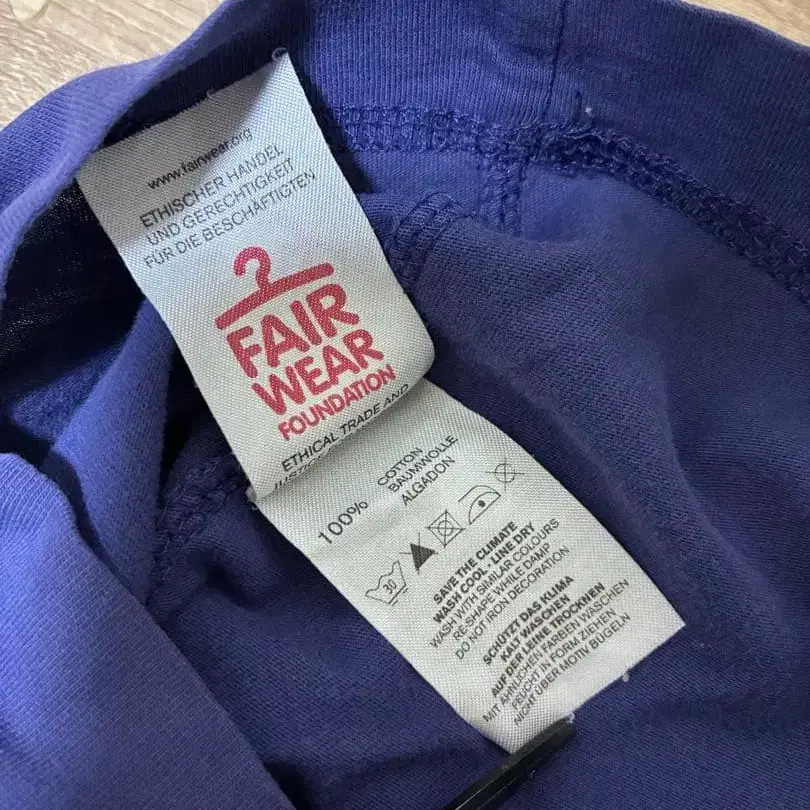 www.fairwear.org
ETHISCHER HANDEL
UND GERECHTIGKEIT
FÜR DIE BESCHÄFTIGTEN
FAIR
WEAR
FOUNDATION
ETHICAL TRADE AND
100% COTTON
BAUMWOLLE
ALGADON
30
SAVE THE CLIMATE
WASH COOL - LINE DRY
WASH WITH SIMILAR COLOURS
RE-SHAPE WHILE DAMP
DO NOT IRON DECORATION
SCHÜTZT DAS KLIMA
KALT WASCHEN
AUF DER LEINE TROCKNEN
MIT ÄHNLICHEN FARBEN WASCHEN
FEUCHT IN FORM ZIEHEN
NICHT ÜBER MOTIV BÜGELN